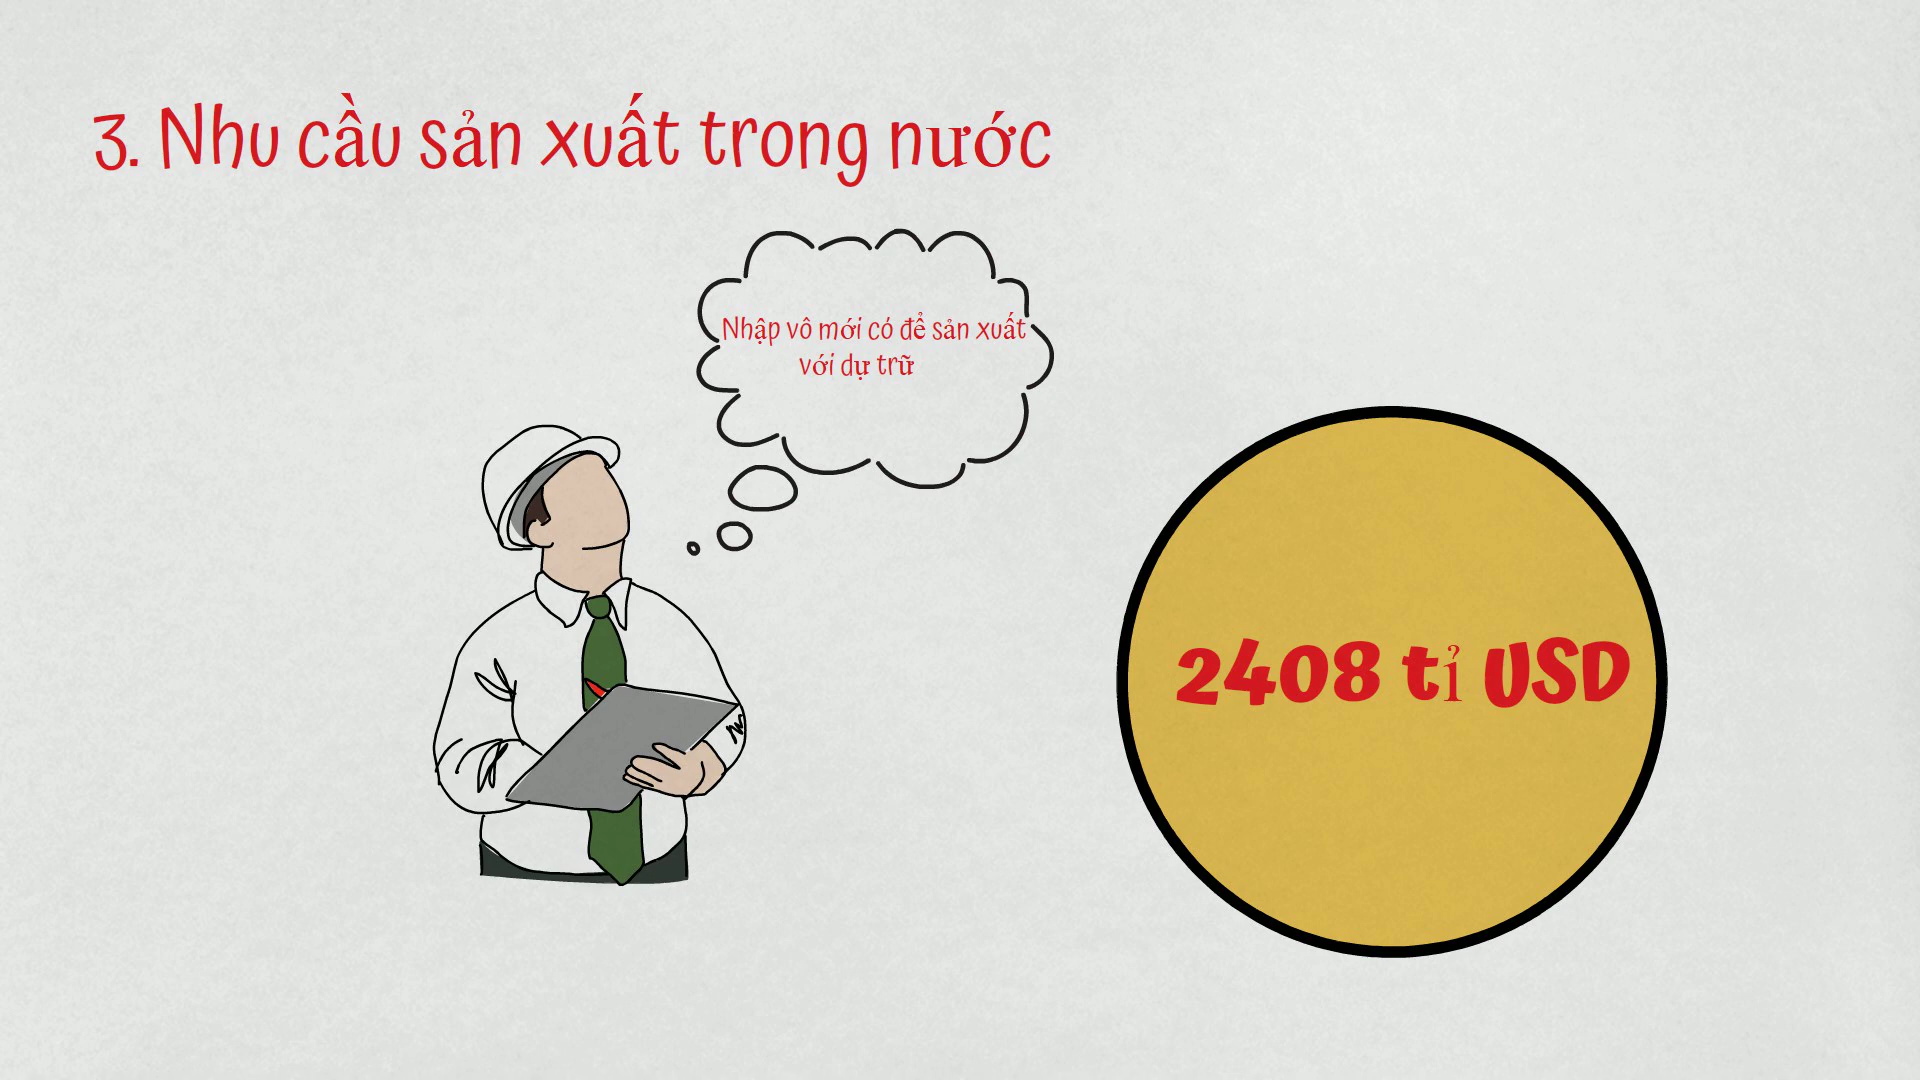 3. Nhu cầu sản xuất trong nước
Nhập vô mới có để sản xuất
với dự trữ
2408 tỉ USD